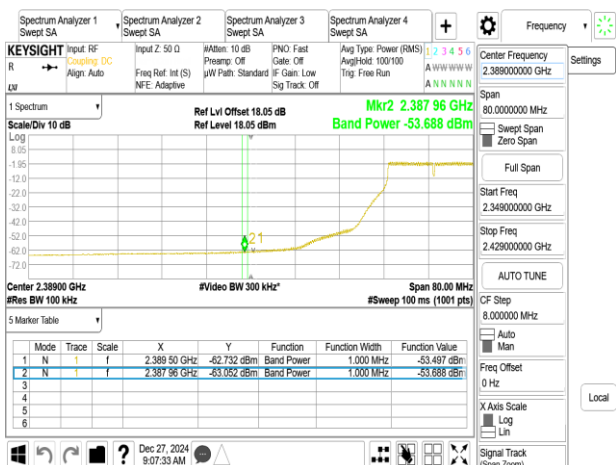 Spectrum Analyzer 1
Swept SA
Spectrum Analyzer 2
Swept SA
Spectrum Analyzer 3
Swept SA
Spectrum Analyzer 4
Swept SA
+
Frequency
Settings
KEYSIGHT
R
Input: RF
Coupling: DC
Align: Auto
Input Z: 50 Ω
Freq Ref: Int (S)
NFE: Adaptive
#Atten: 10 dB
Preamp: Off
µW Path: Standard
PNO: Fast
Gate: Off
IF Gain: Low
Sig Track: Off
Avg Type: Power (RMS)
Avg|Hold: 100/100
Trig: Free Run
1 2 3 4 5 6
A W W W W W
A N N N N N
1 Spectrum
Scale/Div 10 dB
Log
Ref Lvl Offset 18.05 dB
Ref Level 18.05 dBm
Mkr2 2.387 96 GHz
Band Power -53.688 dBm
8.05
-1.95
-12.0
-22.0
-32.0
-42.0
-52.0
-62.0
-72.0
21
Center 2.38900 GHz
#Res BW 100 kHz
#Video BW 300 kHz*
Span 80.00 MHz
#Sweep 100 ms (1001 pts)
5 Marker Table
Mode Trace Scale X Y Function Function Width Function Value
1 N 1 f 2.389 50 GHz -62.732 dBm Band Power 1.000 MHz -53.497 dBm
2 N 1 f 2.387 96 GHz -63.052 dBm Band Power 1.000 MHz -53.688 dBm
3
4
5
6
Dec 27, 2024
9:07:33 AM
?
Center Frequency
2.389000000 GHz
Span
80.0000000 MHz
Swept Span
Zero Span
Full Span
Start Freq
2.349000000 GHz
Stop Freq
2.429000000 GHz
AUTO TUNE
CF Step
8.000000 MHz
Auto
Man
Freq Offset
0 Hz
X Axis Scale
Log
Lin
Signal Track
(Span Zoom)
Local